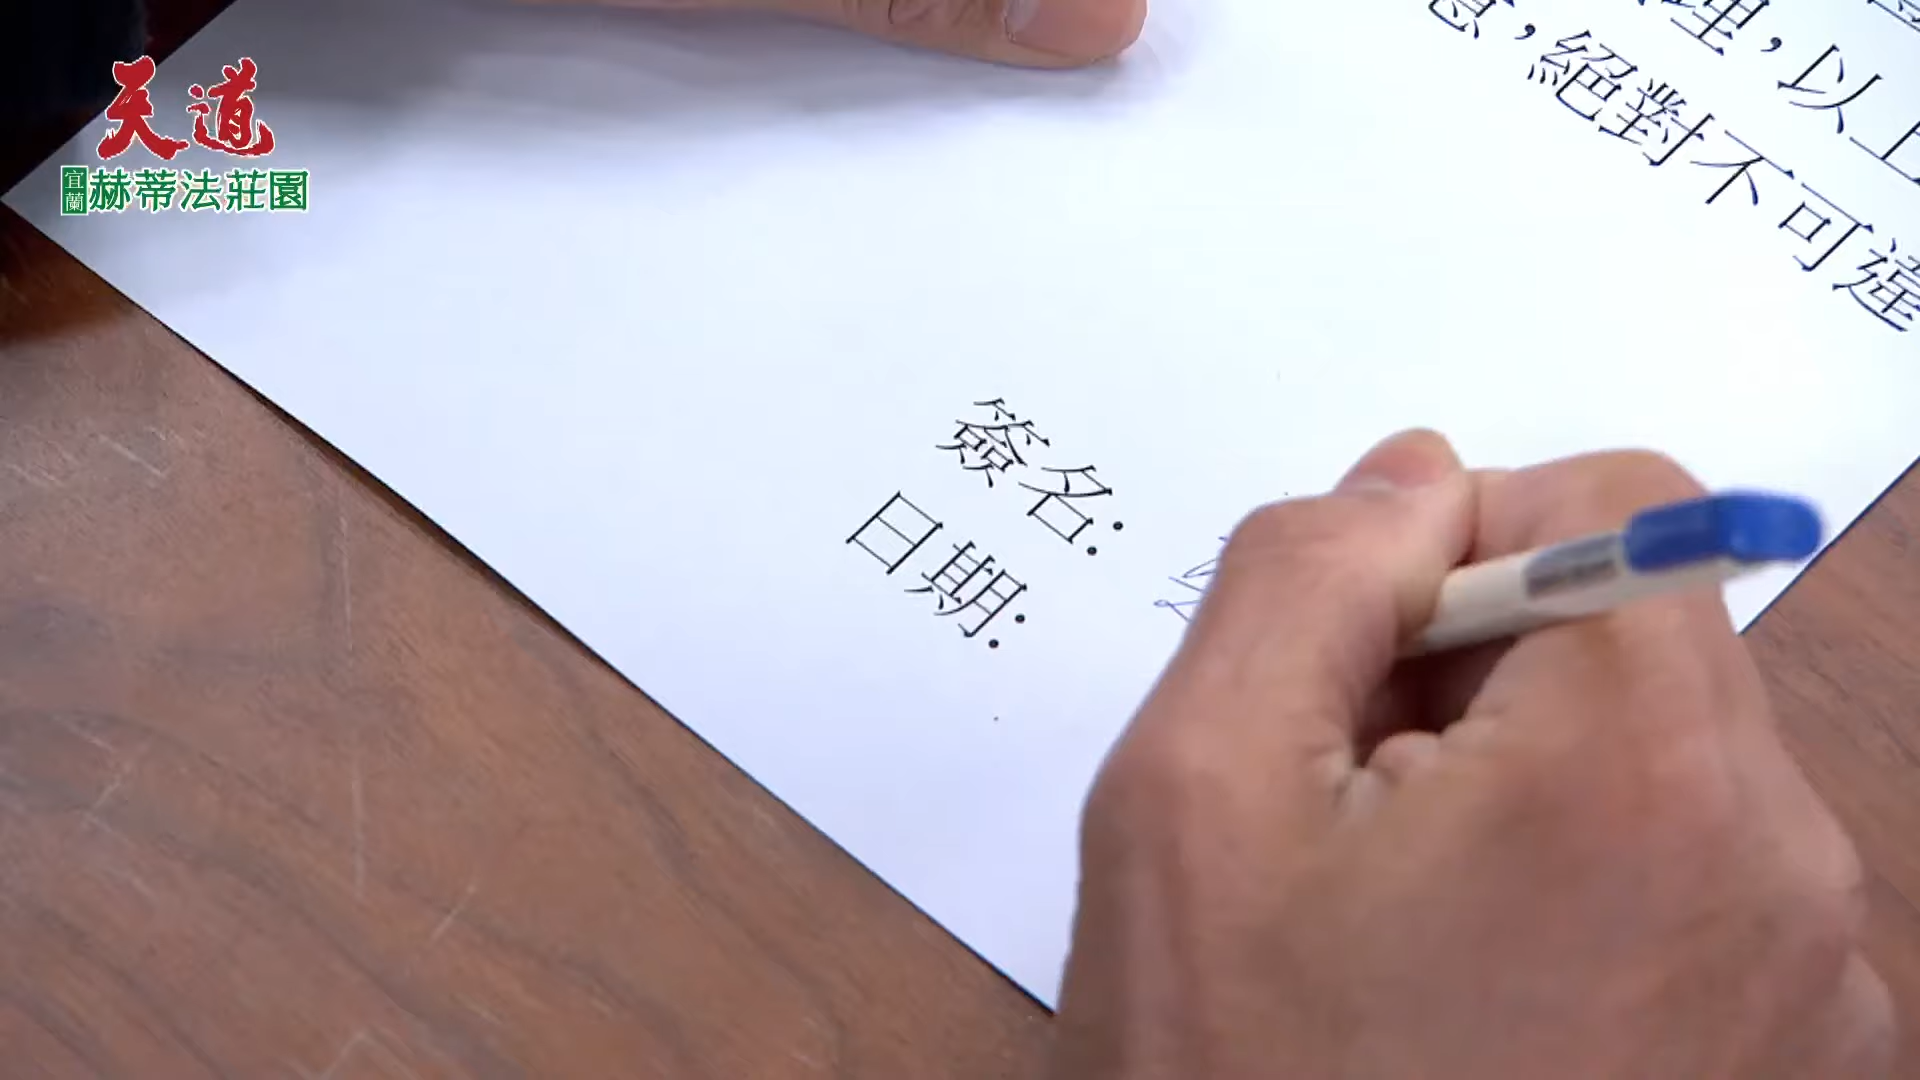 天道
宜蘭赫蒂法莊園
理，以上
意，絕對不可違
簽名：
日期：